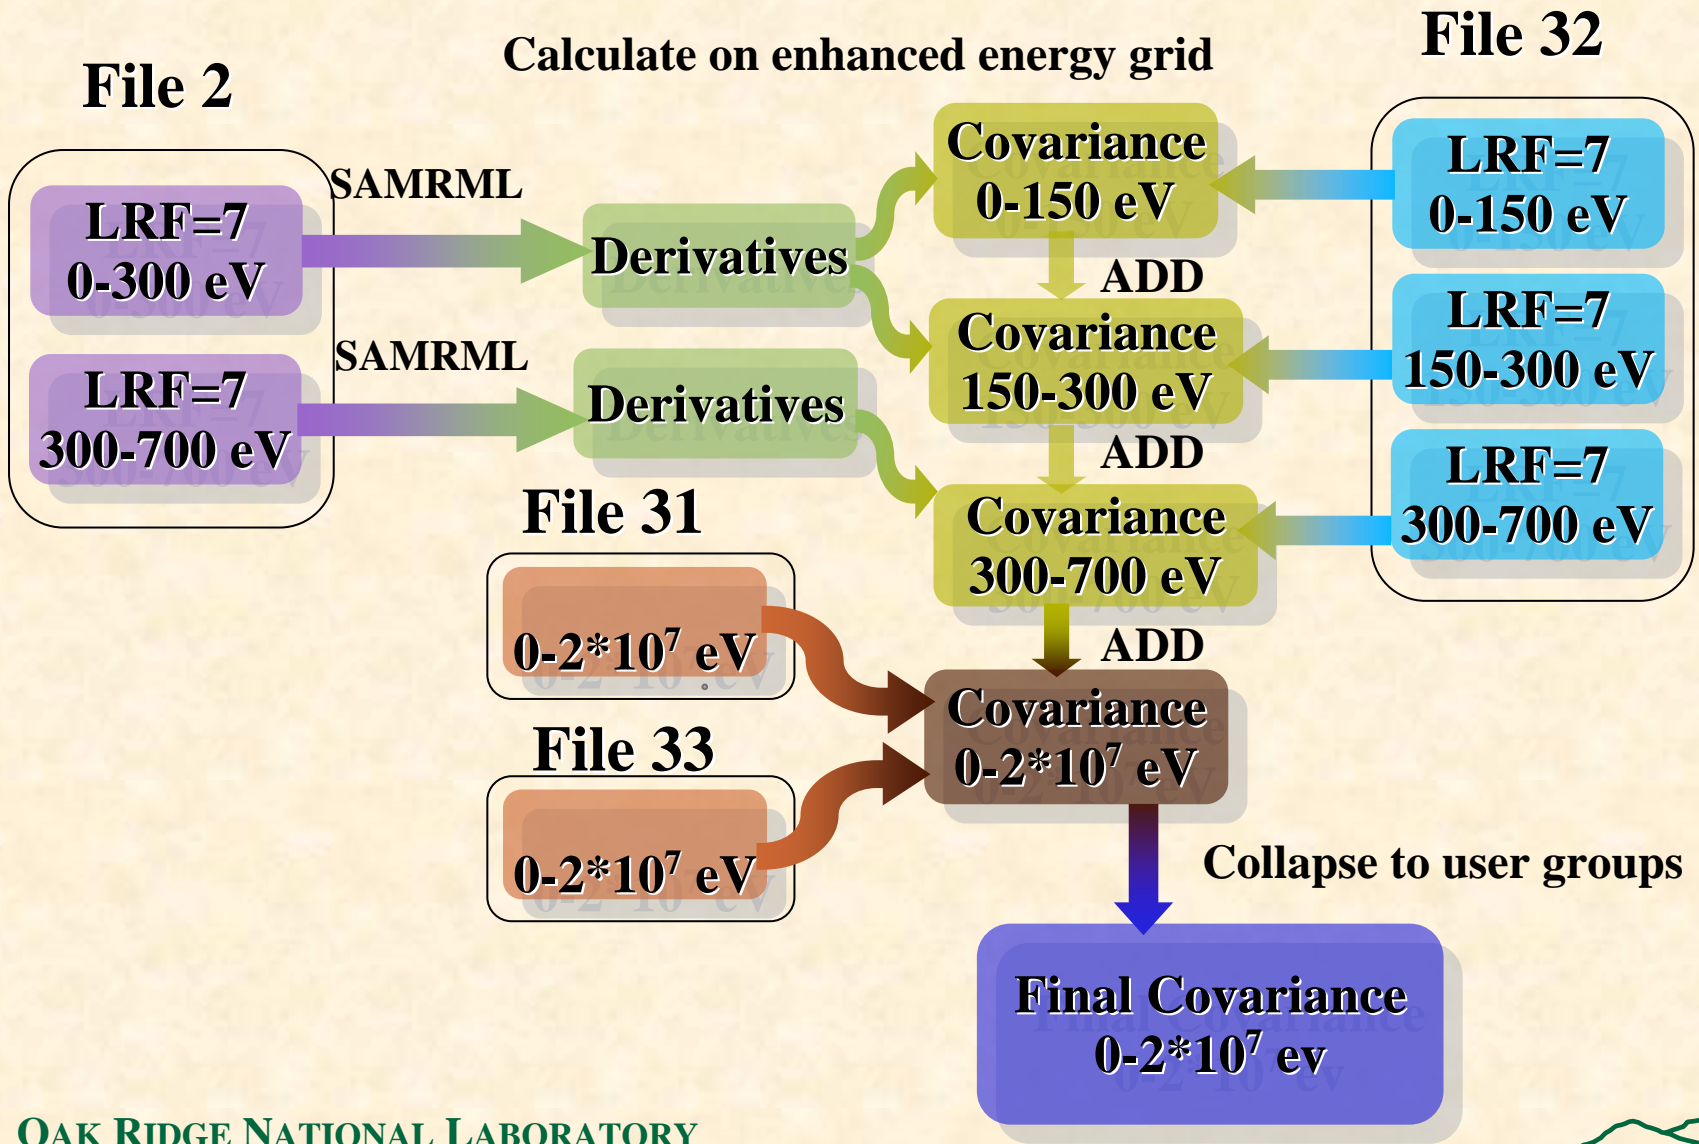 File 32
Calculate on enhanced energy grid
File 2
SAMRML
LRF=7
0-300 eV
Derivatives
Covariance
0-150 eV
LRF=7
0-150 eV
ADD
SAMRML
LRF=7
300-700 eV
Derivatives
Covariance
150-300 eV
LRF=7
150-300 eV
ADD
Covariance
300-700 eV
LRF=7
300-700 eV
File 31
0-2*10⁷ eV
ADD
File 33
0-2*10⁷ eV
Covariance
0-2*10⁷ eV
Collapse to user groups
Final Covariance
0-2*10⁷ ev
OAK RIDGE NATIONAL LABORATORY